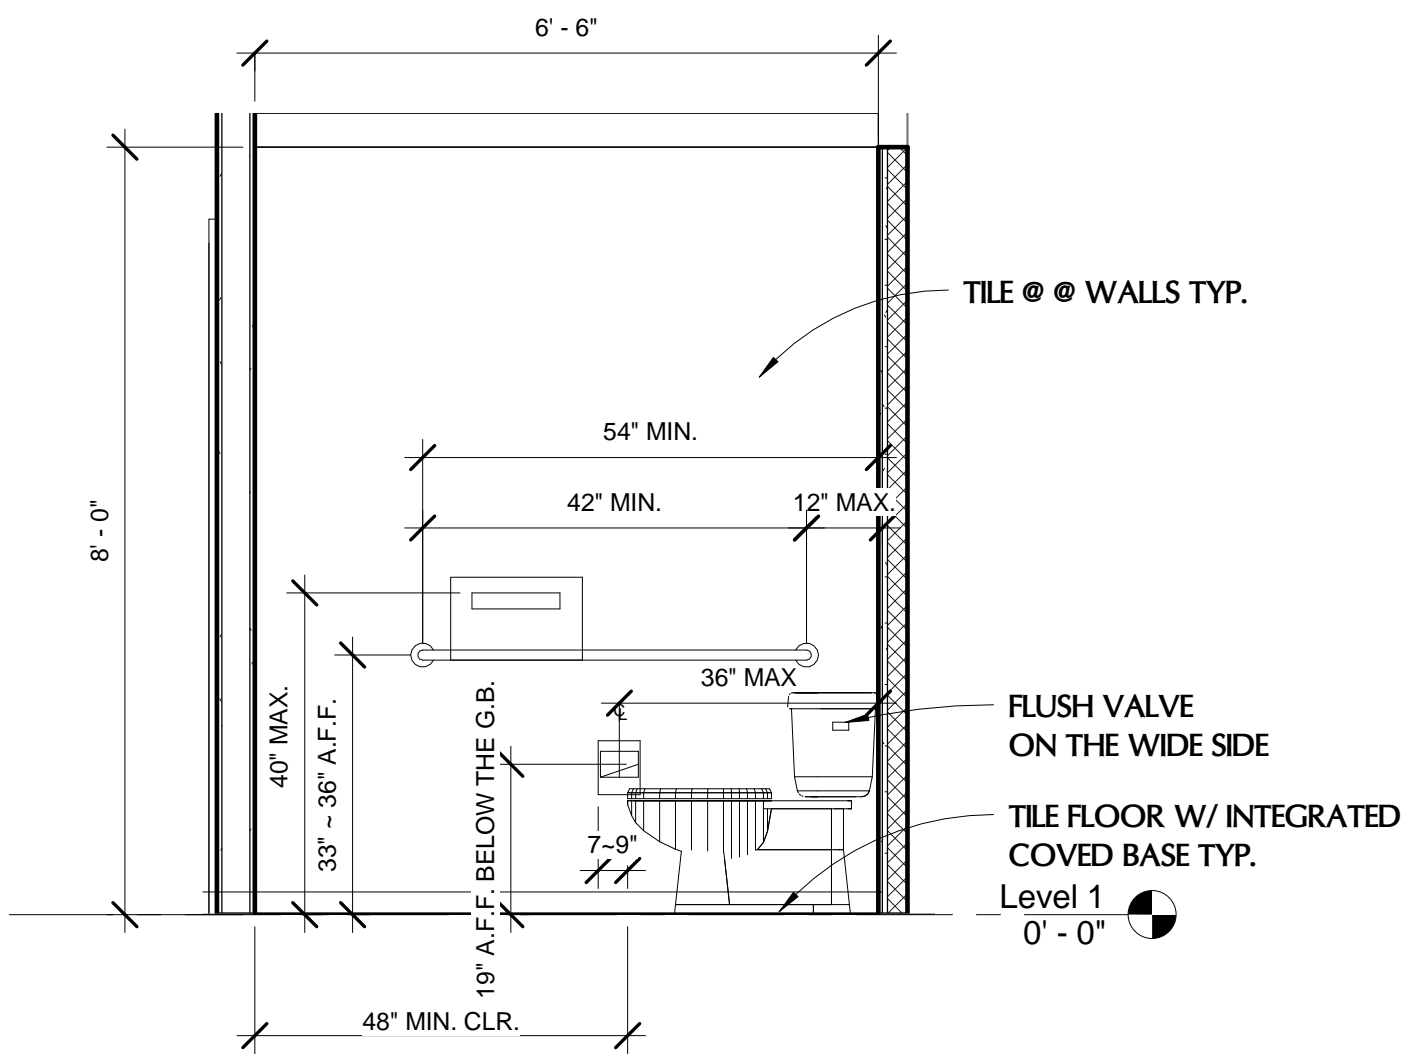 6' - 6"
TILE @ @ WALLS TYP.
54" MIN.
42" MIN.
12" MAX.
8' - 0"
36" MAX
℄
40" MAX.
33" ~ 36" A.F.F.
19" A.F.F. BELOW THE G.B.
FLUSH VALVE
ON THE WIDE SIDE
7~9"
TILE FLOOR W/ INTEGRATED
COVED BASE TYP.
Level 1
0' - 0"
48" MIN. CLR.